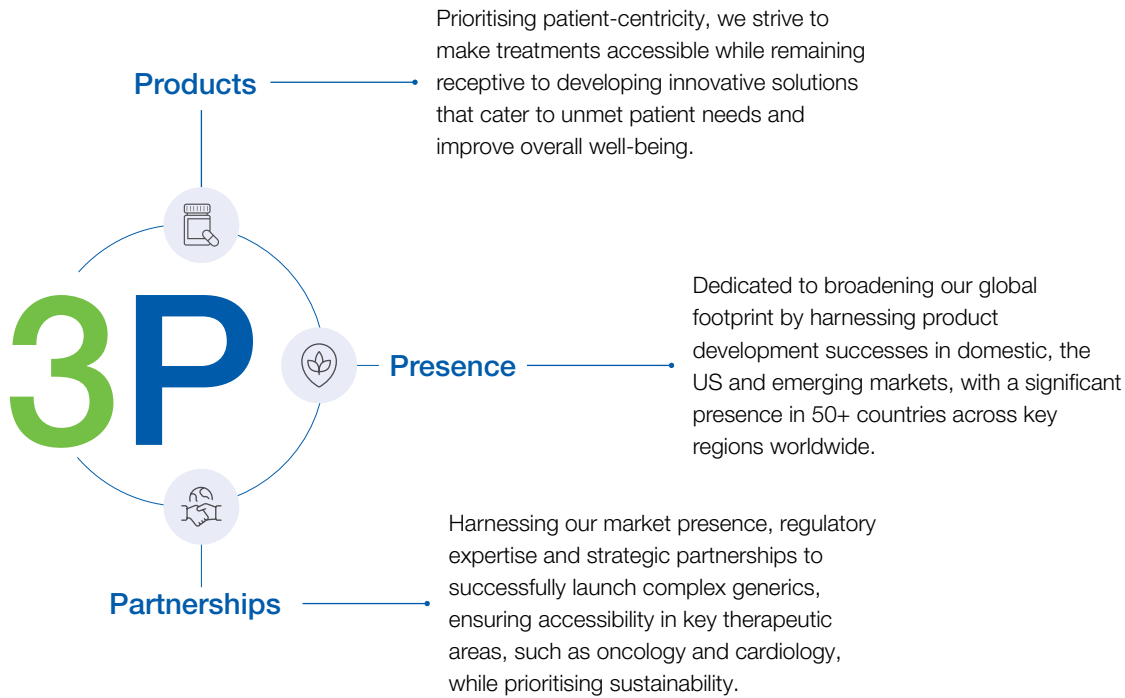 Prioritising patient-centricity, we strive to
make treatments accessible while remaining
receptive to developing innovative solutions
that cater to unmet patient needs and
improve overall well-being.
Products
3P
Presence
Dedicated to broadening our global
footprint by harnessing product
development successes in domestic, the
US and emerging markets, with a significant
presence in 50+ countries across key
regions worldwide.
Partnerships
Harnessing our market presence, regulatory
expertise and strategic partnerships to
successfully launch complex generics,
ensuring accessibility in key therapeutic
areas, such as oncology and cardiology,
while prioritising sustainability.